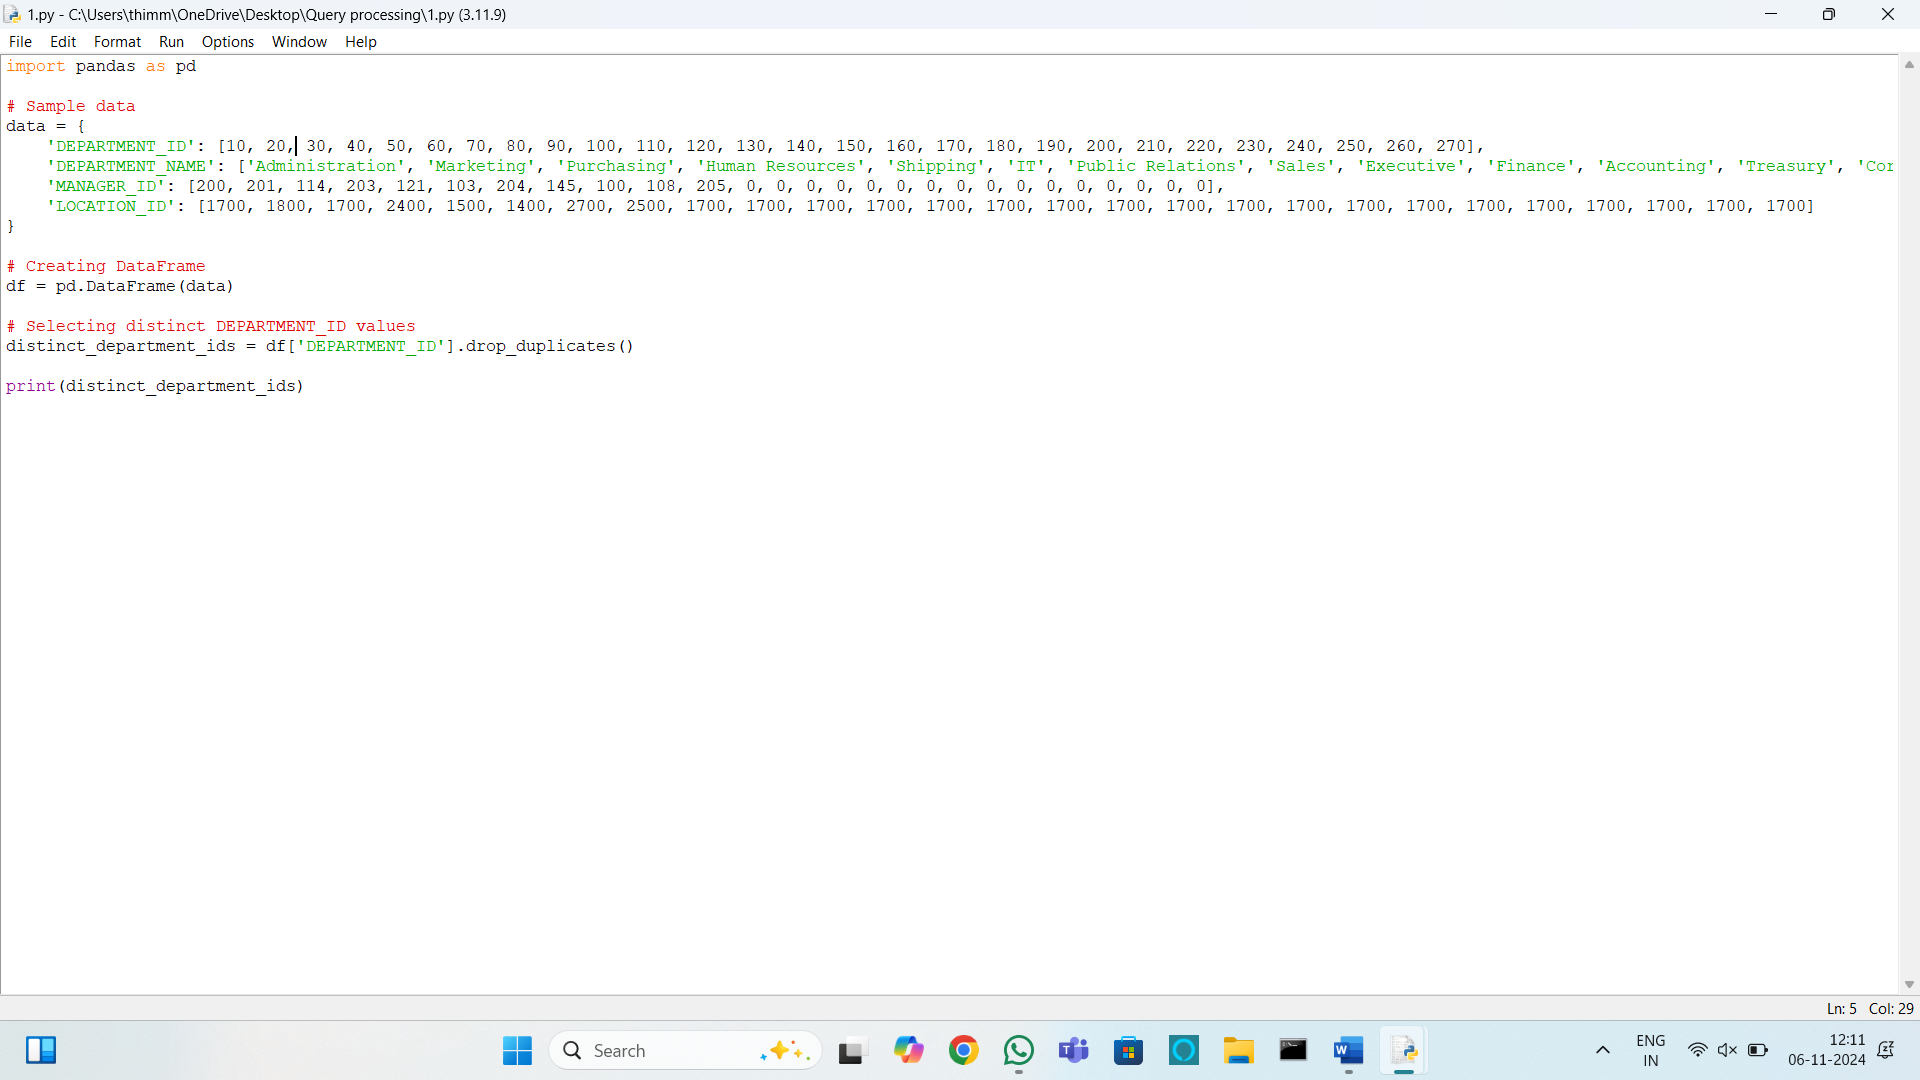 1.py - C:\Users\thimm\OneDrive\Desktop\Query processing\1.py (3.11.9)
File Edit Format Run Options Window Help
import pandas as pd
# Sample data
data = {
    'DEPARTMENT_ID': [10, 20, 30, 40, 50, 60, 70, 80, 90, 100, 110, 120, 130, 140, 150, 160, 170, 180, 190, 200, 210, 220, 230, 240, 250, 260, 270],
    'DEPARTMENT_NAME': ['Administration', 'Marketing', 'Purchasing', 'Human Resources', 'Shipping', 'IT', 'Public Relations', 'Sales', 'Executive', 'Finance', 'Accounting', 'Treasury', 'Cor
    'MANAGER_ID': [200, 201, 114, 203, 121, 103, 204, 145, 100, 108, 205, 0, 0, 0, 0, 0, 0, 0, 0, 0, 0, 0, 0, 0, 0, 0, 0],
    'LOCATION_ID': [1700, 1800, 1700, 2400, 1500, 1400, 2700, 2500, 1700, 1700, 1700, 1700, 1700, 1700, 1700, 1700, 1700, 1700, 1700, 1700, 1700, 1700, 1700, 1700, 1700, 1700, 1700]
}
# Creating DataFrame
df = pd.DataFrame(data)
# Selecting distinct DEPARTMENT_ID values
distinct_department_ids = df['DEPARTMENT_ID'].drop_duplicates()
print(distinct_department_ids)
Ln: 5 Col: 29
Search
ENG
IN
12:11
06-11-2024